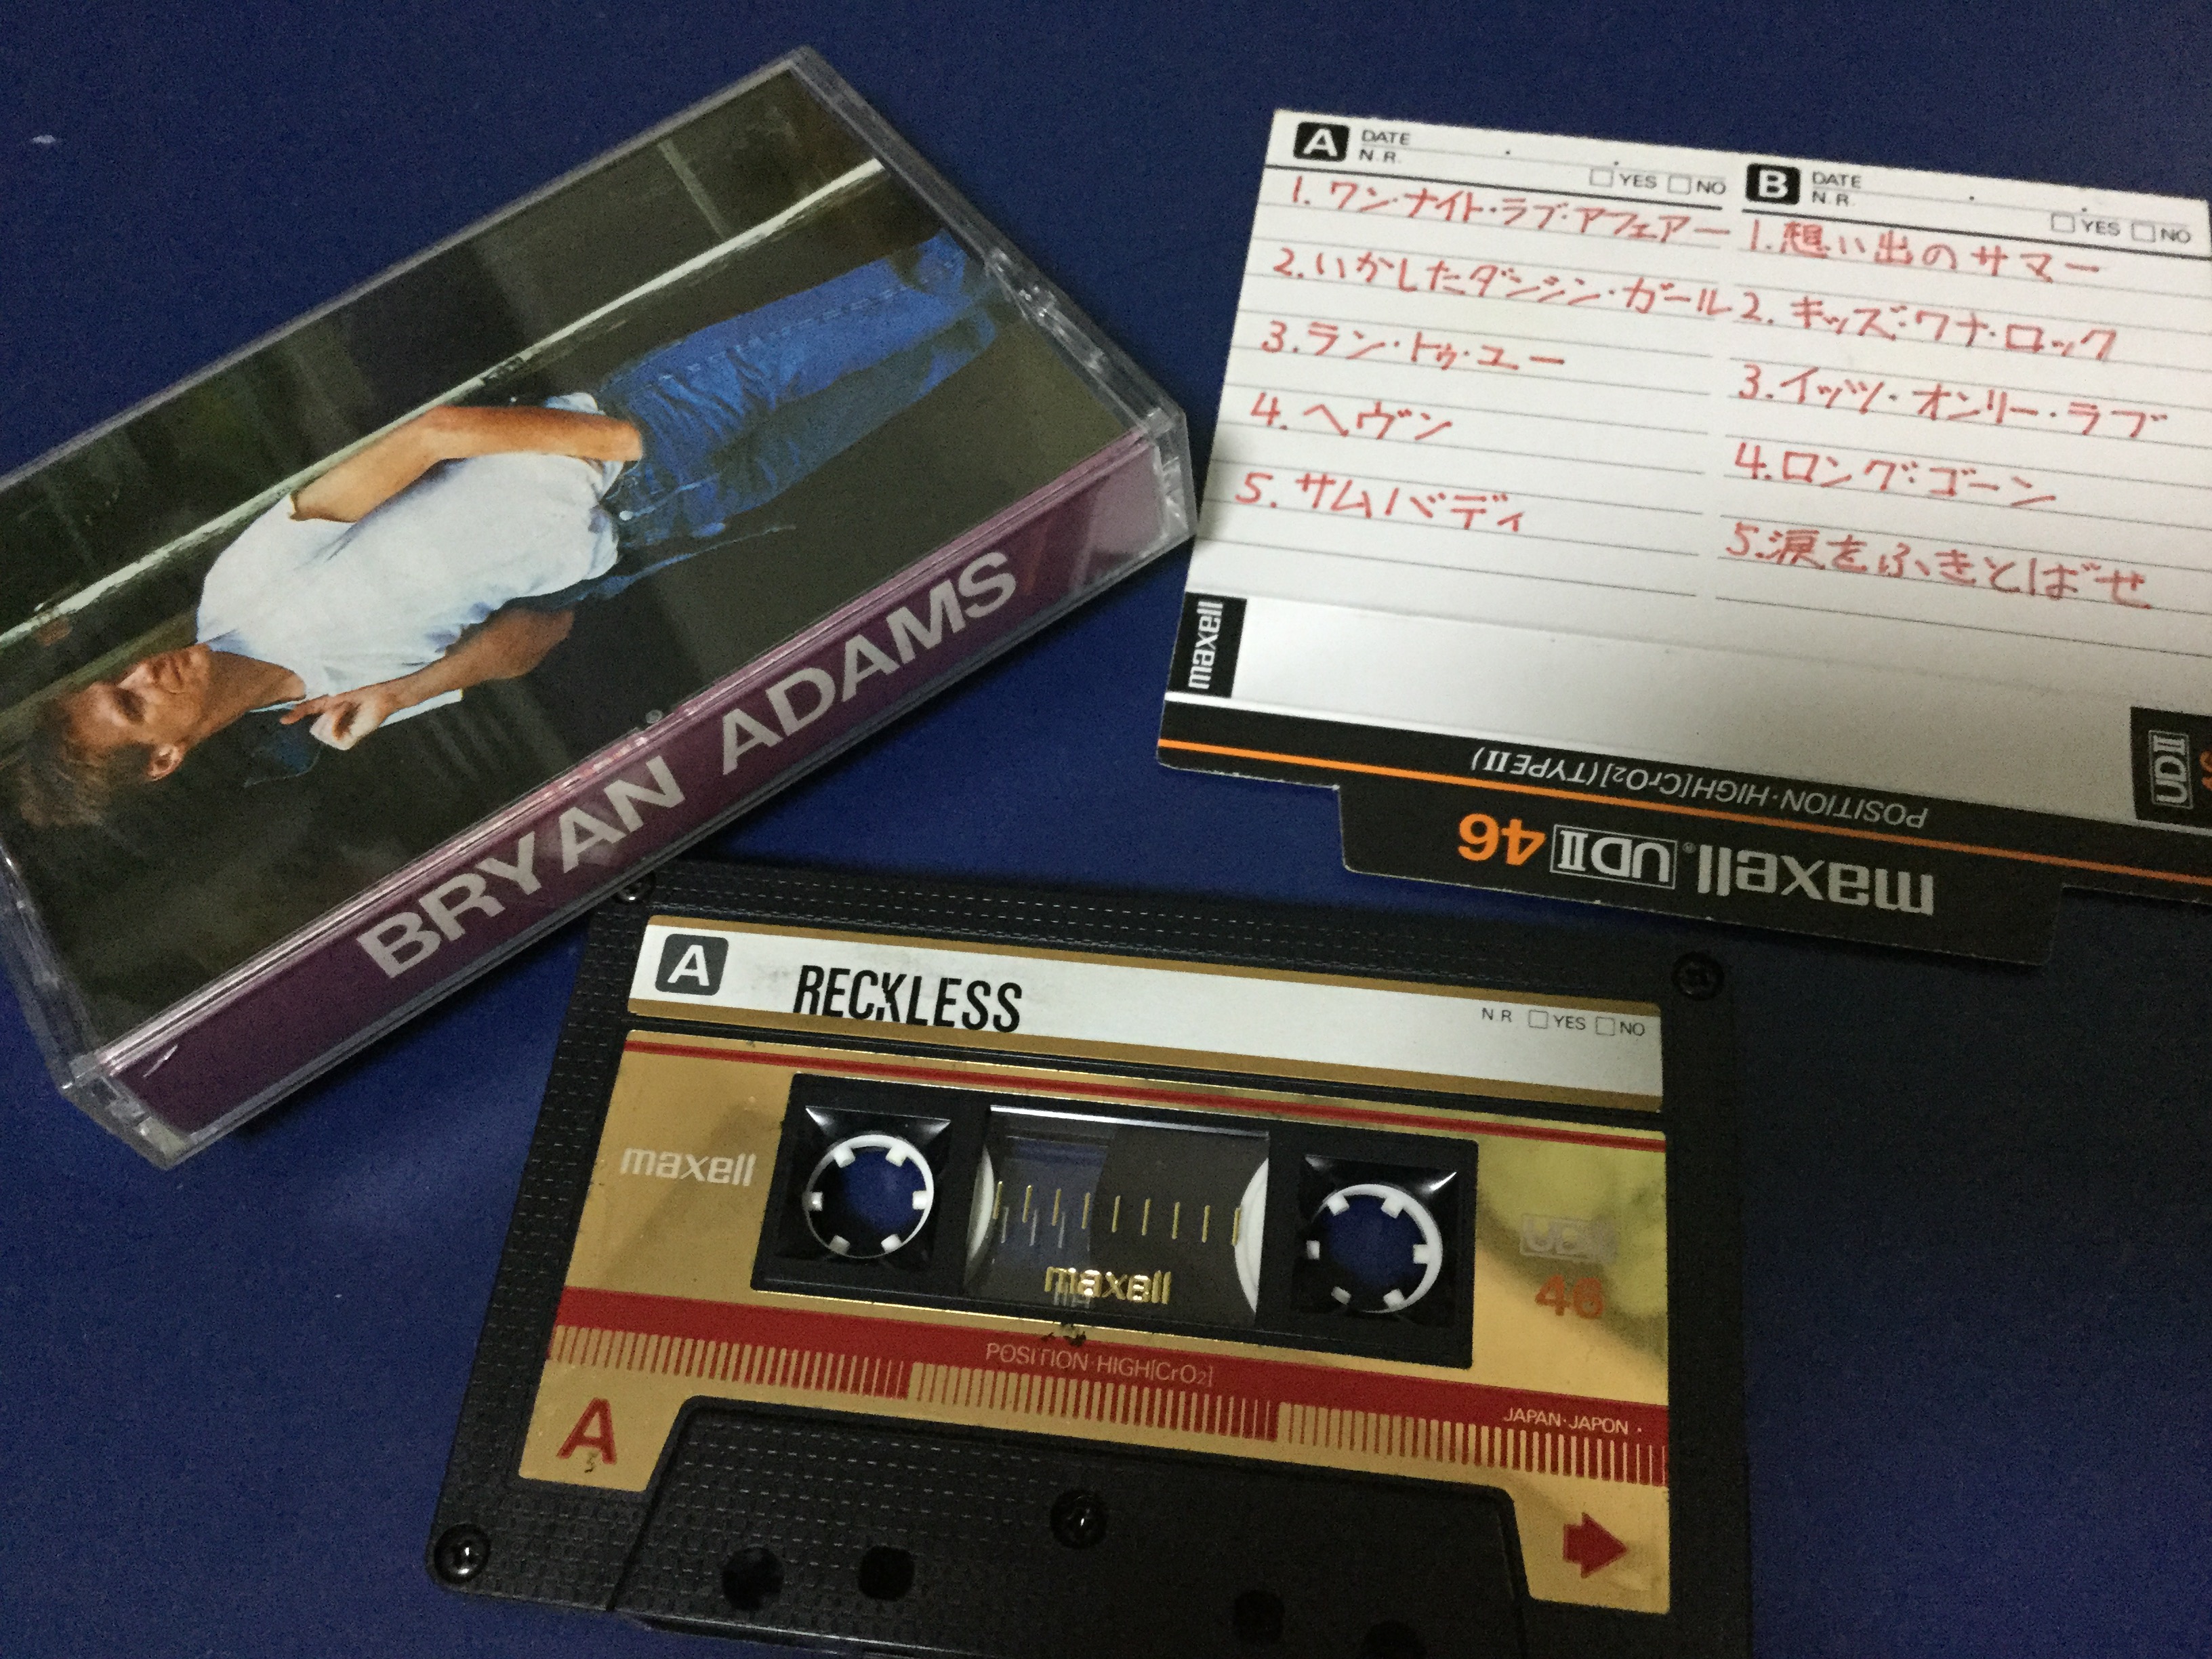 BRYAN ADAMS
A DATE
N.R.
YES NO
1. ワン・ナイト・ラブ・アフェアー
2. いかしたダンシン・ガール
3. ラン・トゥ・ユー
4. ヘヴン
5. サムバディ
B DATE
N.R.
YES NO
1. 想い出のサマー
2. キッズ・ワナ・ロック
3. イッツ・オンリー・ラブ
4. ロング・ゴーン
5. 涙をふきとばせ
maxell
UDII
POSITION·HIGH[CrO2](TYPEII)
maxell® UDII 46
A RECKLESS
N R YES NO
maxell
UDII
46
maxell
POSITION·HIGH[CrO2]
JAPAN·JAPON ·
A